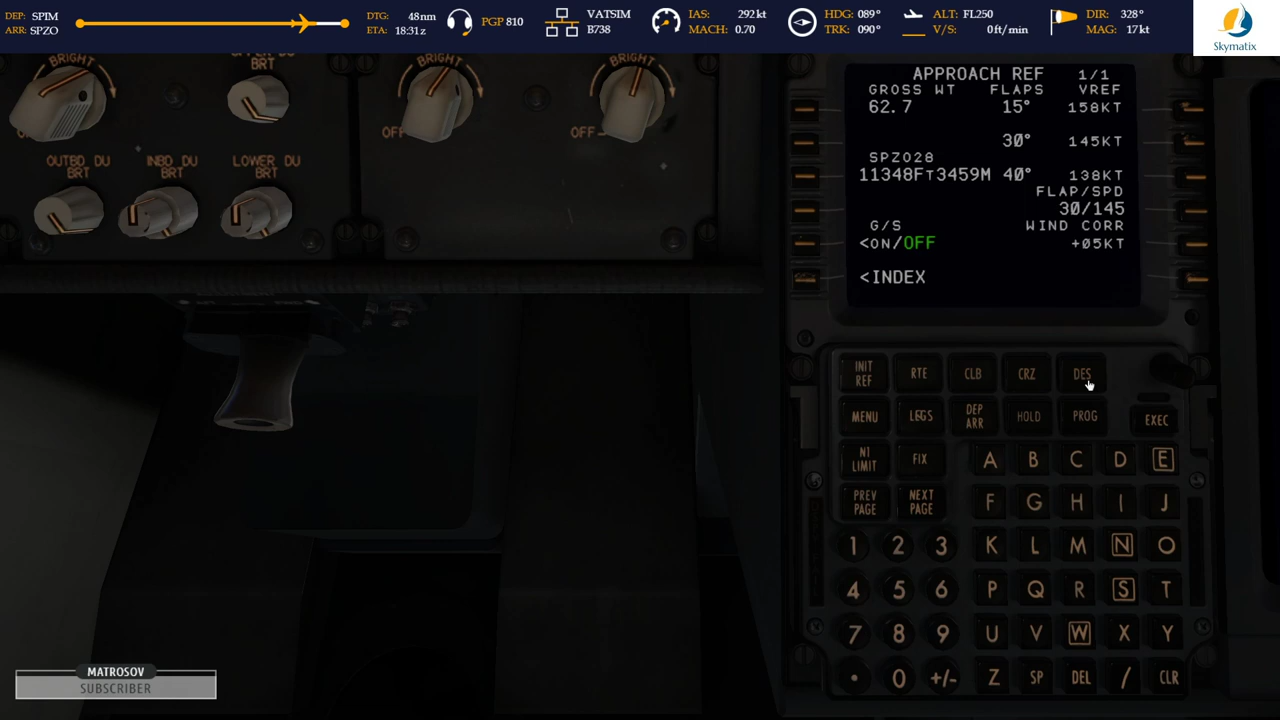 DEP: SPIM
ARR: SPZO
DTG: 48nm
ETA: 18:31z
PGP 810
VATSIM
B738
IAS: 292 kt
MACH: 0.70
HDG: 089°
TRK: 090°
ALT: FL250
V/S: 0 ft/min
DIR: 328°
MAG: 17kt
Skymatix
BRIGHT
BRT
BRIGHT
BRIGHT
OFF
OFF
OUTBD DU
BRT
INBD DU
BRT
LOWER DU
BRT
APPROACH REF 1/1
GROSS WT FLAPS VREF
62.7 15° 158KT
30° 145KT
SPZ028
11348FT3459M 40° 138KT
FLAP/SPD
30/145
G/S WIND CORR
<ON/OFF +05KT
<INDEX
INIT REF RTE CLB CRZ DES
MENU LEGS DEP ARR HOLD PROG EXEC
N1 LIMIT FIX A B C D E
PREV PAGE NEXT PAGE F G H I J
1 2 3 K L M N O
4 5 6 P Q R S T
7 8 9 U V W X Y
. 0 +/- Z SP DEL / CLR
MATROSOV
SUBSCRIBER